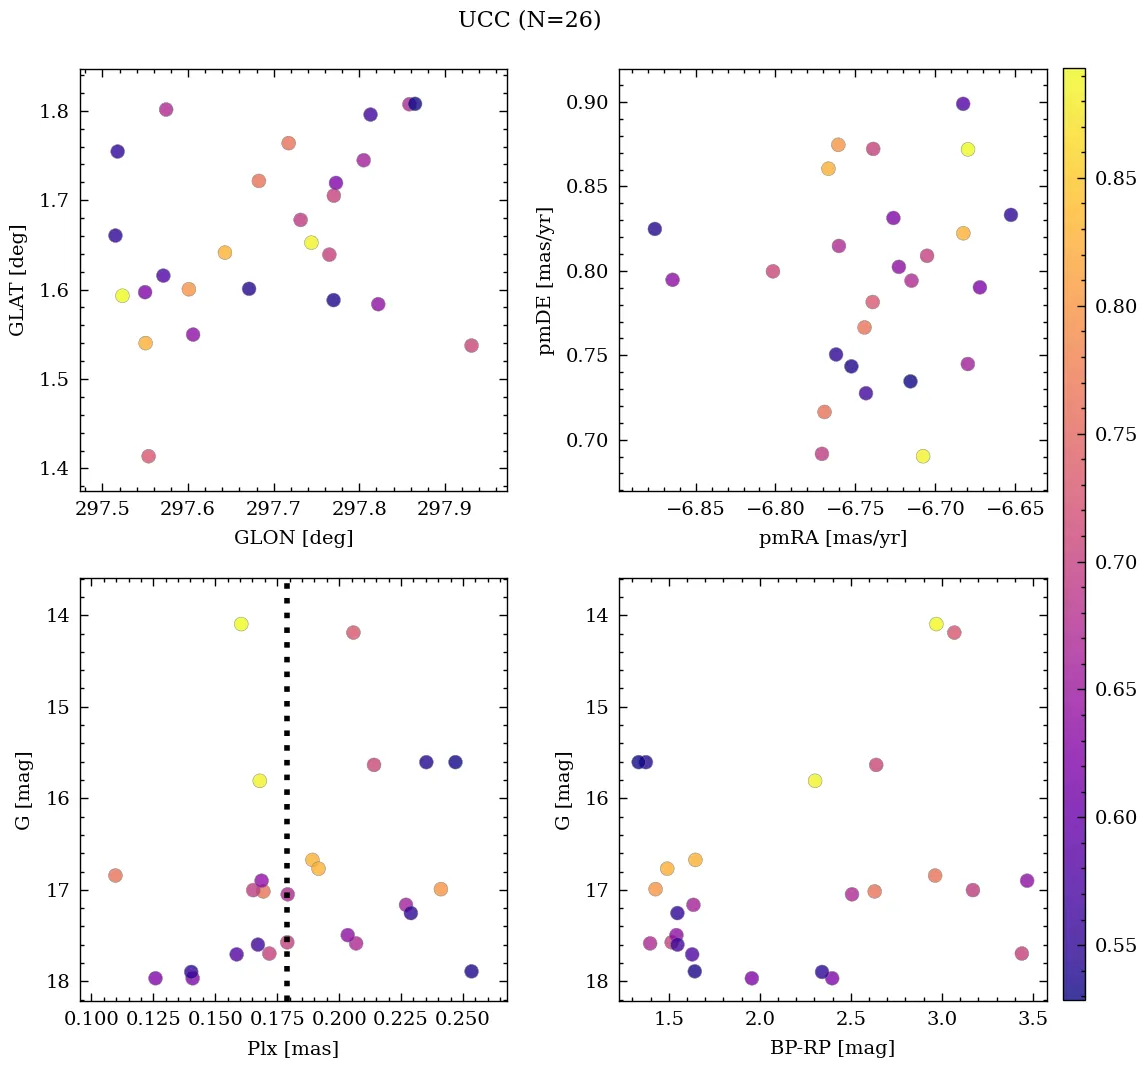 UCC (N=26)
1.8
1.7
1.6
1.5
1.4
GLAT [deg]
297.5 297.6 297.7 297.8 297.9
GLON [deg]
0.90
0.85
0.80
0.75
0.70
pmDE [mas/yr]
−6.85 −6.80 −6.75 −6.70 −6.65
pmRA [mas/yr]
14
15
16
17
18
G [mag]
0.100 0.125 0.150 0.175 0.200 0.225 0.250
Plx [mas]
14
15
16
17
18
G [mag]
1.5 2.0 2.5 3.0 3.5
BP-RP [mag]
0.85
0.80
0.75
0.70
0.65
0.60
0.55